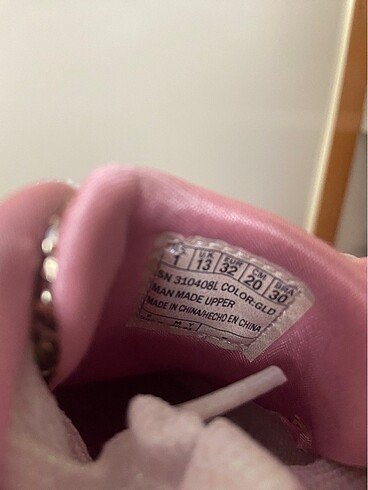 UK EUR CM BRA
1 13 32 20 30
SN 310408L COLOR:GLD
MAN MADE UPPER
MADE IN CHINA/HECHO EN CHINA